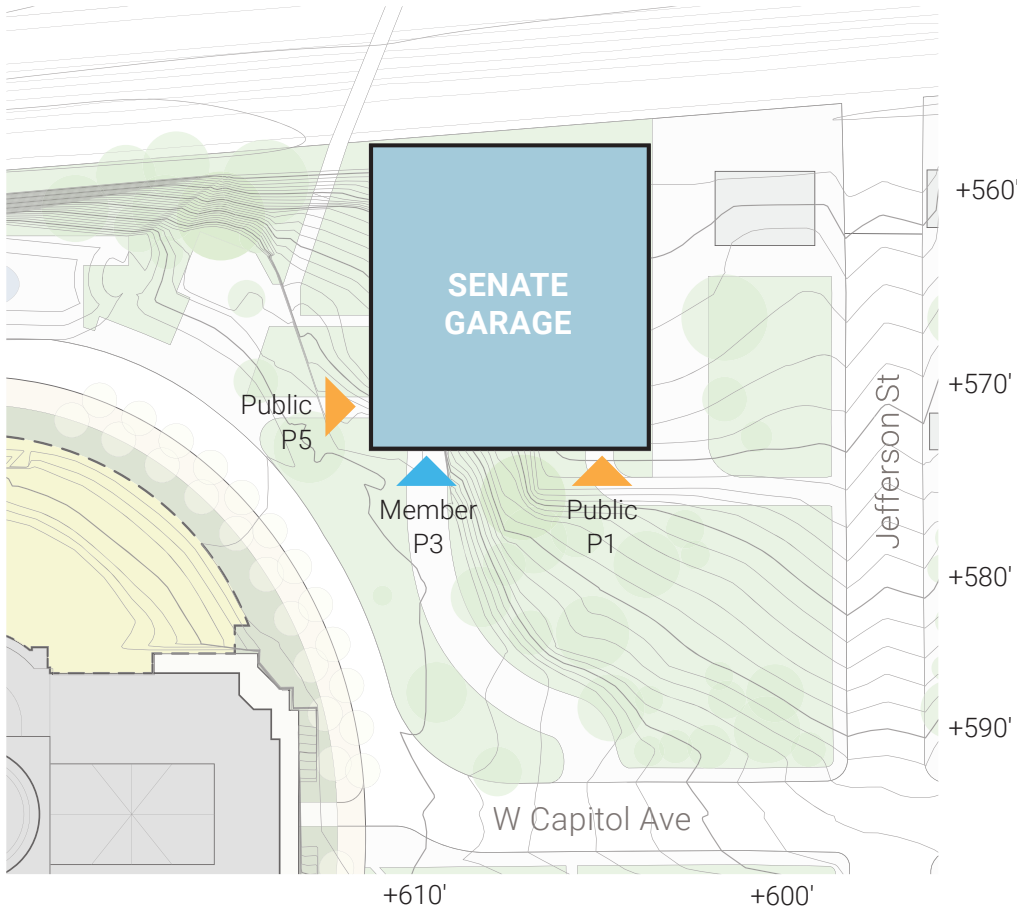 +560'
SENATE
GARAGE
+570'
Jefferson St
Public
P5
Member
P3
Public
P1
+580'
+590'
W Capitol Ave
+610'
+600'